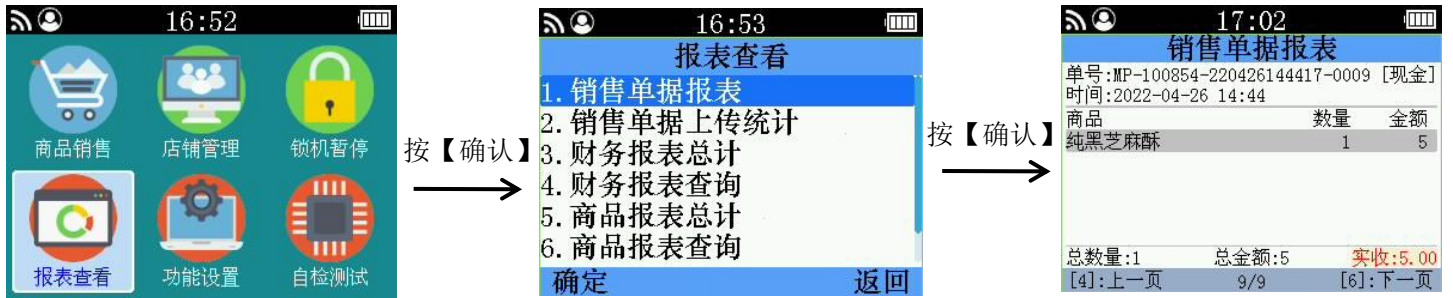 16:52
商品销售 店铺管理 锁机暂停
报表查看 功能设置 自检测试
按【确认】
16:53
报表查看
1.销售单据报表
2.销售单据上传统计
3.财务报表总计
4.财务报表查询
5.商品报表总计
6.商品报表查询
确定 返回
按【确认】
17:02
销售单据报表
单号:MP-100854-220426144417-0009 [现金]
时间:2022-04-26 14:44
商品 数量 金额
纯黑芝麻酥 1 5
总数量:1 总金额:5 实收:5.00
[4]:上一页 9/9 [6]:下一页